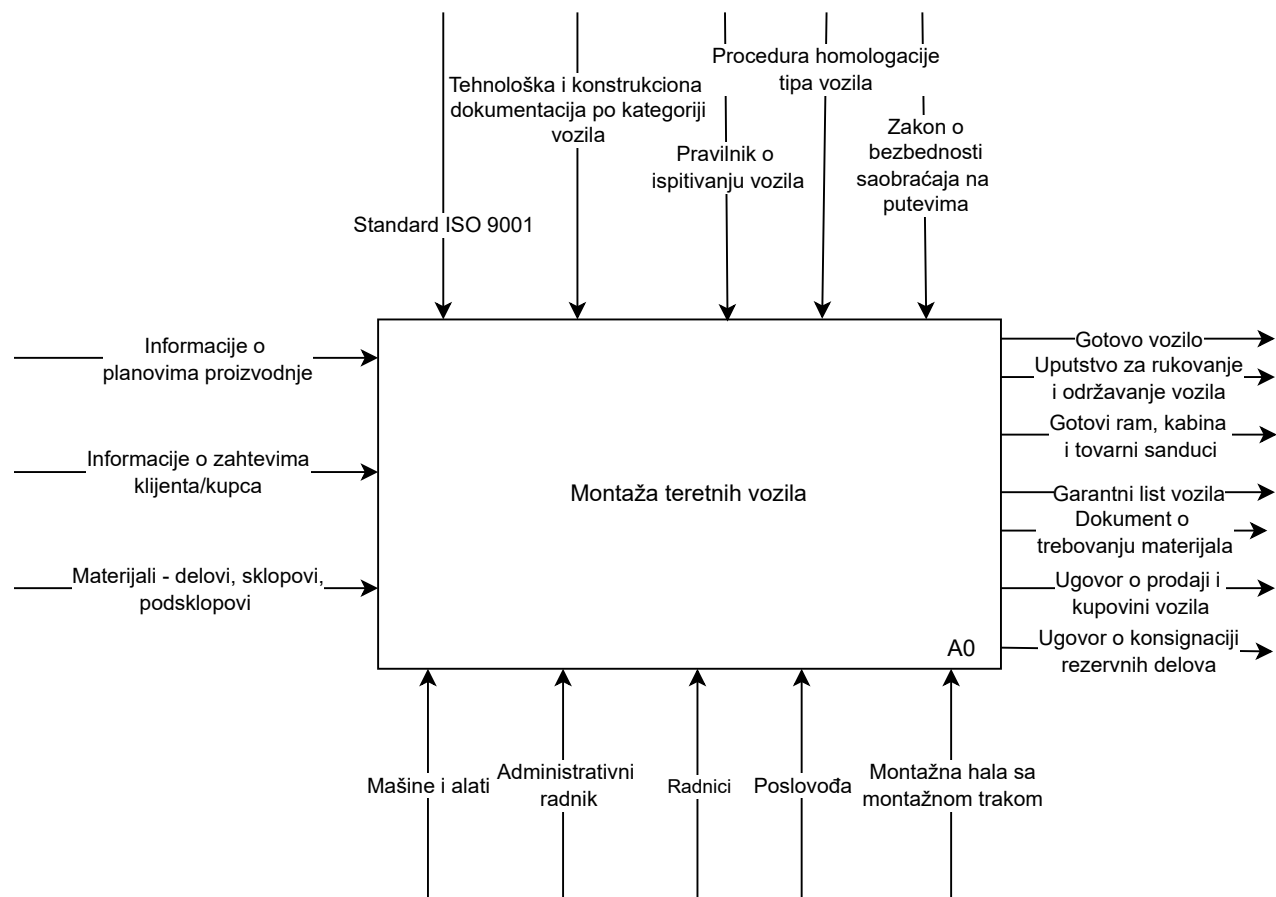 Procedura homologacije
tipa vozila
Tehnološka i konstrukciona
dokumentacija po kategoriji
vozila
Zakon o
bezbednosti
saobraćaja na
putevima
Pravilnik o
ispitivanju vozila
Standard ISO 9001
Informacije o
planovima proizvodnje
Informacije o zahtevima
klijenta/kupca
Materijali - delovi, sklopovi,
podsklopovi
Montaža teretnih vozila
A0
Gotovo vozilo
Uputstvo za rukovanje
i održavanje vozila
Gotovi ram, kabina
i tovarni sanduci
Garantni list vozila
Dokument o
trebovanju materijala
Ugovor o prodaji i
kupovini vozila
Ugovor o konsignaciji
rezervnih delova
Mašine i alati
Administrativni
radnik
Radnici
Poslovođa
Montažna hala sa
montažnom trakom